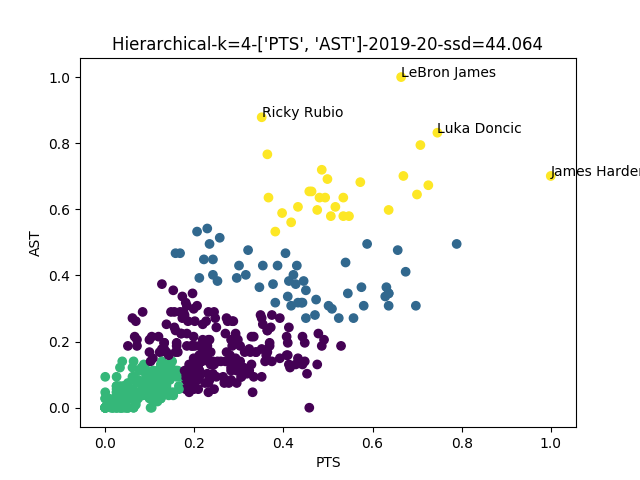 Hierarchical-k=4-['PTS', 'AST']-2019-20-ssd=44.064
LeBron James
Ricky Rubio
Luka Doncic
James Harden
AST
1.0
0.8
0.6
0.4
0.2
0.0
0.0 0.2 0.4 0.6 0.8 1.0
PTS